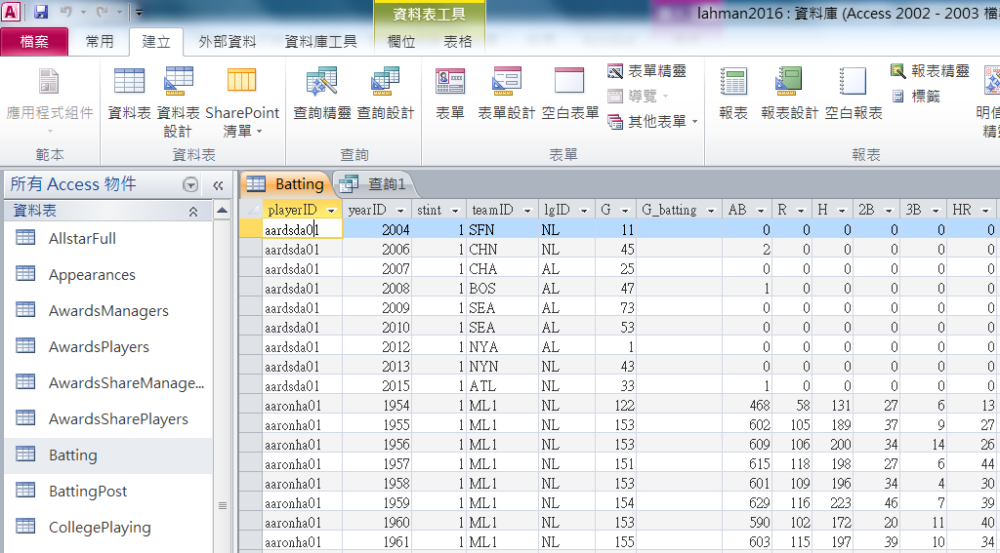 資料表工具
lahman2016 : 資料庫 (Access 2002 - 2003 檔
檔案 常用 建立 外部資料 資料庫工具 欄位 表格
應用程式組件 資料表 資料表設計 SharePoint 清單 查詢精靈 查詢設計 表單 表單設計 空白表單 表單精靈 導覽 其他表單 報表 報表設計 空白報表 報表精靈 標籤
範本 資料表 查詢 表單 報表
所有 Access 物件 « Batting 查詢1
資料表
AllstarFull
Appearances
AwardsManagers
AwardsPlayers
AwardsShareManage...
AwardsSharePlayers
Batting
BattingPost
CollegePlaying
playerID yearID stint teamID lgID G G_batting AB R H 2B 3B HR
aardsda01 2004 1 SFN NL 11 0 0 0 0 0 0
aardsda01 2006 1 CHN NL 45 2 0 0 0 0 0
aardsda01 2007 1 CHA AL 25 0 0 0 0 0 0
aardsda01 2008 1 BOS AL 47 1 0 0 0 0 0
aardsda01 2009 1 SEA AL 73 0 0 0 0 0 0
aardsda01 2010 1 SEA AL 53 0 0 0 0 0 0
aardsda01 2012 1 NYA AL 1 0 0 0 0 0 0
aardsda01 2013 1 NYN NL 43 0 0 0 0 0 0
aardsda01 2015 1 ATL NL 33 1 0 0 0 0 0
aaronha01 1954 1 ML1 NL 122 468 58 131 27 6 13
aaronha01 1955 1 ML1 NL 153 602 105 189 37 9 27
aaronha01 1956 1 ML1 NL 153 609 106 200 34 14 26
aaronha01 1957 1 ML1 NL 151 615 118 198 27 6 44
aaronha01 1958 1 ML1 NL 153 601 109 196 34 4 30
aaronha01 1959 1 ML1 NL 154 629 116 223 46 7 39
aaronha01 1960 1 ML1 NL 153 590 102 172 20 11 40
aaronha01 1961 1 ML1 NL 155 603 115 197 39 10 34